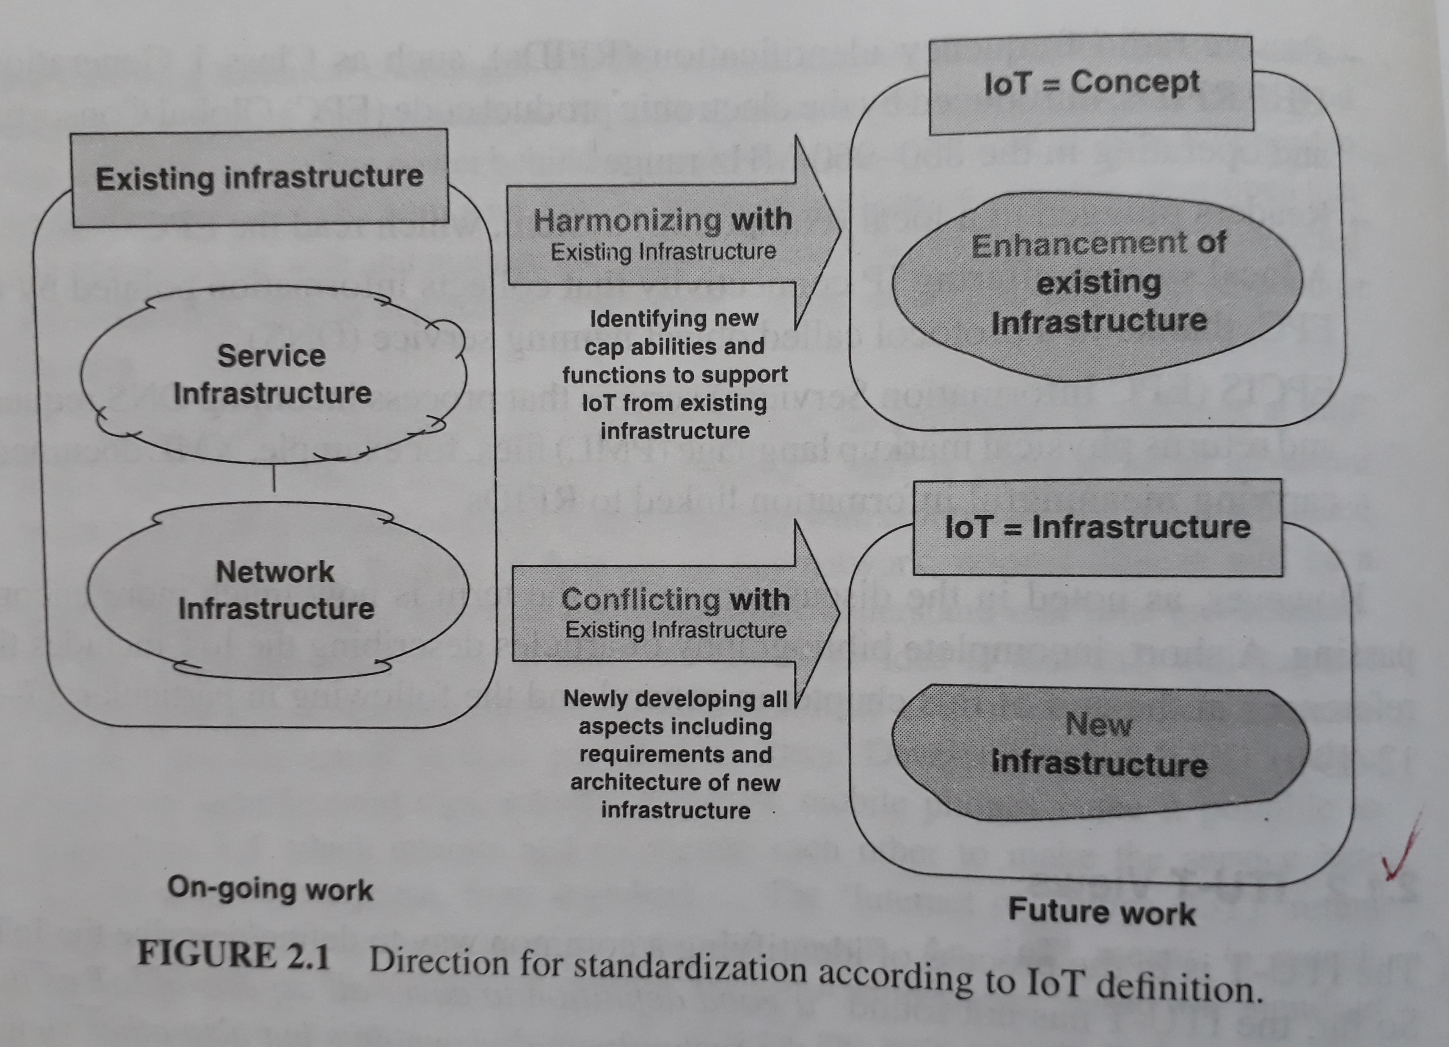 Existing infrastructure
Service
Infrastructure
Network
Infrastructure
On-going work
Harmonizing with
Existing Infrastructure
Identifying new
cap abilities and
functions to support
IoT from existing
infrastructure
Conflicting with
Existing Infrastructure
Newly developing all
aspects including
requirements and
architecture of new
infrastructure
IoT = Concept
Enhancement of
existing
Infrastructure
IoT = Infrastructure
New
Infrastructure
Future work
FIGURE 2.1 Direction for standardization according to IoT definition.